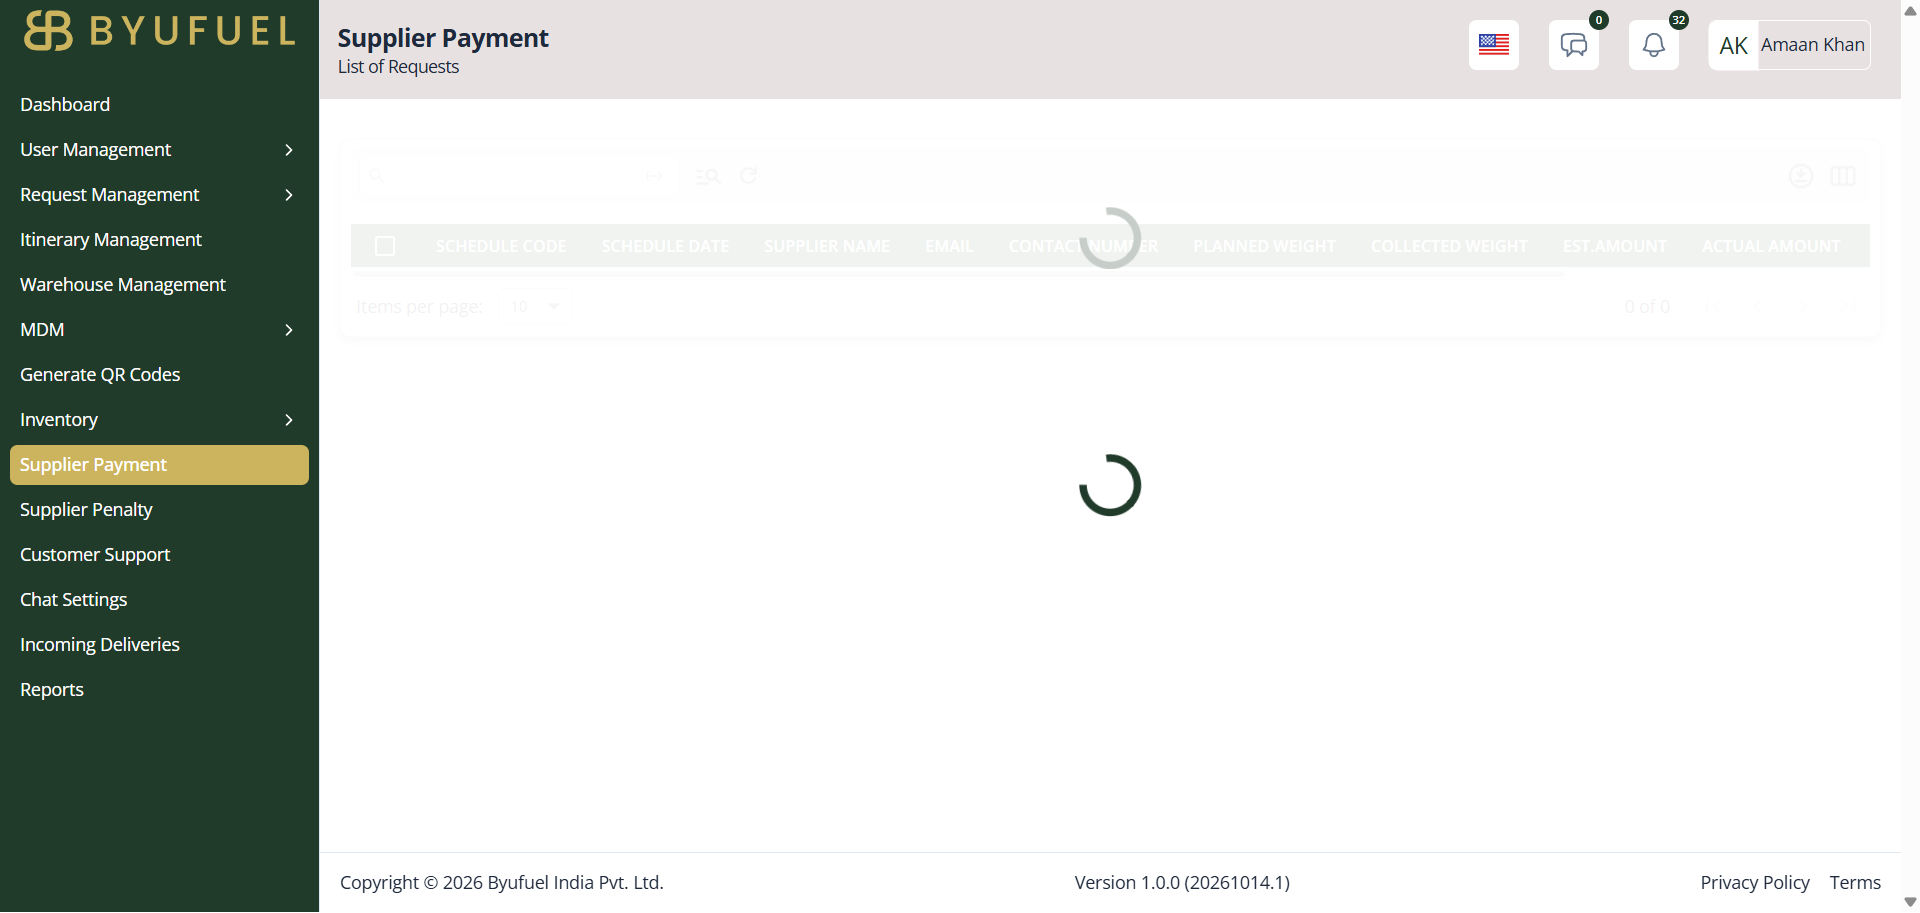 BYUFUEL
Dashboard
User Management
Request Management
Itinerary Management
Warehouse Management
MDM
Generate QR Codes
Inventory
Supplier Payment
Supplier Penalty
Customer Support
Chat Settings
Incoming Deliveries
Reports
Supplier Payment
List of Requests
0
32
AK Amaan Khan
SCHEDULE CODE SCHEDULE DATE SUPPLIER NAME EMAIL CONTACT NUMBER PLANNED WEIGHT COLLECTED WEIGHT EST.AMOUNT ACTUAL AMOUNT
Items per page: 10 0 of 0
Copyright © 2026 Byufuel India Pvt. Ltd. Version 1.0.0 (20261014.1) Privacy Policy Terms